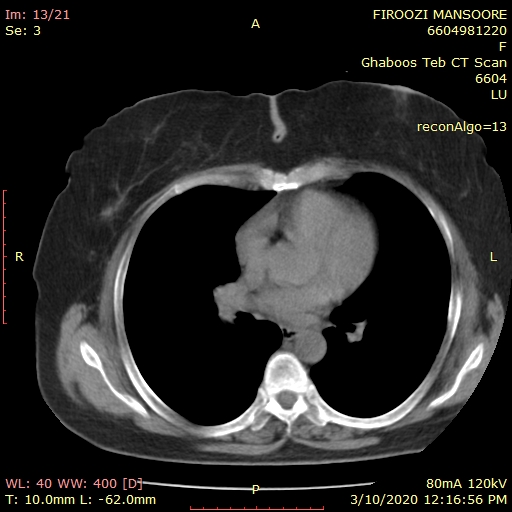 Im: 13/21
Se: 3
A
FIROOZI MANSOORE
6604981220
F
Ghaboos Teb CT Scan
6604
LU
reconAlgo=13
R
L
WL: 40 WW: 400 [D]
T: 10.0mm L: -62.0mm
P
80mA 120kV
3/10/2020 12:16:56 PM